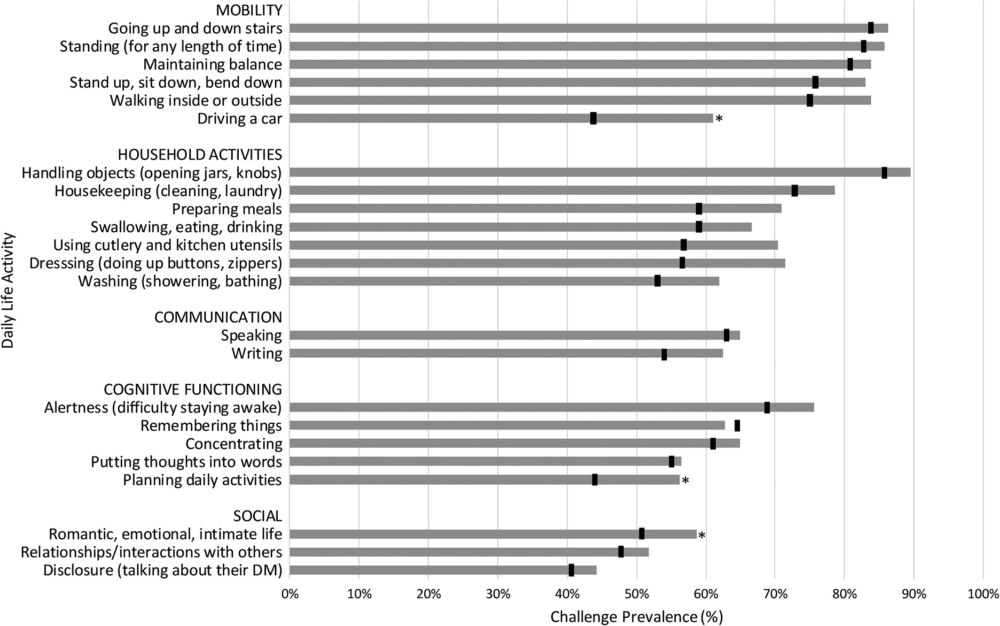 MOBILITY
Going up and down stairs
Standing (for any length of time)
Maintaining balance
Stand up, sit down, bend down
Walking inside or outside
Driving a car
*
HOUSEHOLD ACTIVITIES
Handling objects (opening jars, knobs)
Housekeeping (cleaning, laundry)
Preparing meals
Swallowing, eating, drinking
Using cutlery and kitchen utensils
Dresssing (doing up buttons, zippers)
Washing (showering, bathing)
COMMUNICATION
Speaking
Writing
COGNITIVE FUNCTIONING
Alertness (difficulty staying awake)
Remembering things
Concentrating
Putting thoughts into words
Planning daily activities
*
SOCIAL
Romantic, emotional, intimate life
*
Relationships/interactions with others
Disclosure (talking about their DM)
Daily Life Activity
0% 10% 20% 30% 40% 50% 60% 70% 80% 90% 100%
Challenge Prevalence (%)